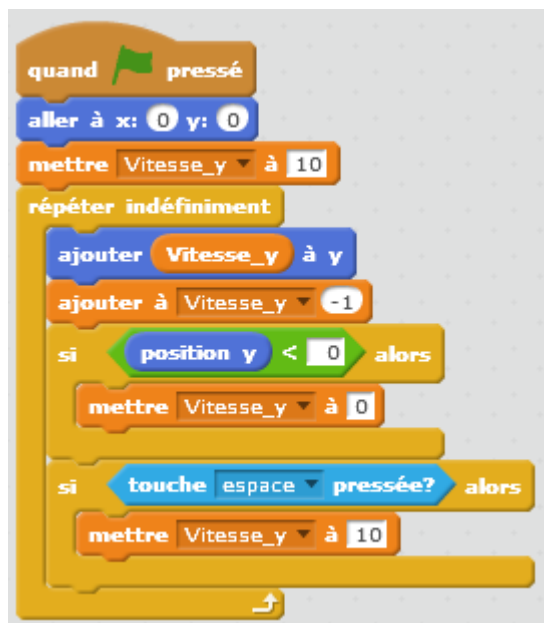 quand pressé
aller à x: 0 y: 0
mettre Vitesse_y à 10
répéter indéfiniment
ajouter Vitesse_y à y
ajouter à Vitesse_y -1
si position y < 0 alors
mettre Vitesse_y à 0
si touche espace pressée? alors
mettre Vitesse_y à 10